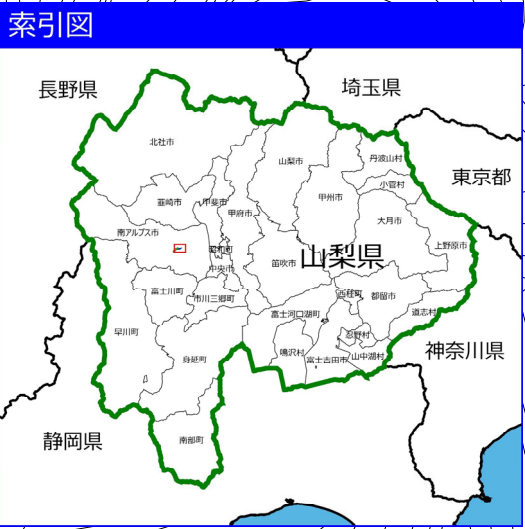 索引図
長野県
埼玉県
北社市
山梨市
丹波山村
小菅村
東京都
韮崎市
甲斐市
甲府市
甲州市
大月市
南アルプス市
昭和町
上野原市
山梨県
中央市
笛吹市
富士川町
市川三郷町
西桂町
都留市
道志村
富士河口湖町
早川町
忍野村
神奈川県
身延町
鳴沢村
富士吉田市
山中湖村
静岡県
南部町